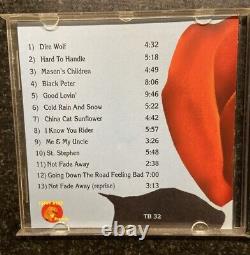 1) Dire Wolf 4:32
2) Hard To Handle 5:18
3) Mason's Children 4:49
4) Black Peter 8:06
5) Good Lovin' 9:05
6) Cold Rain And Snow 5:22
7) China Cat Sunflower 4:43
8) I Know You Rider 5:57
9) Me & My Uncle 3:26
10) St. Stephen 5:48
11) Not Fade Away 3:38
12) Going Down The Road Feeling Bad 7:00
13) Not Fade Away (reprise) 3:13
TB 32